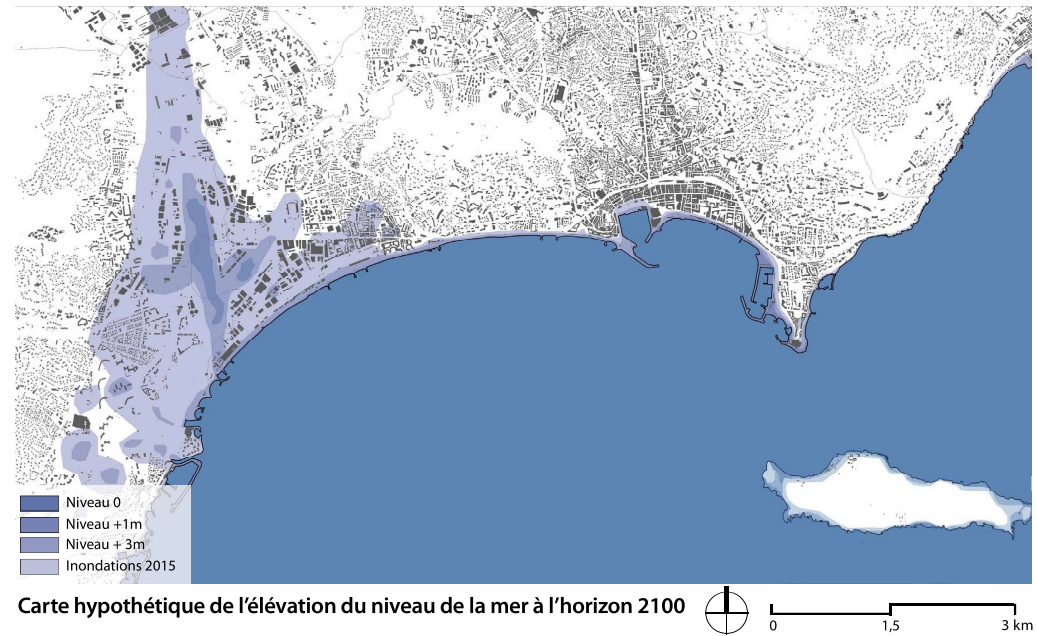 Niveau 0
Niveau +1m
Niveau + 3m
Inondations 2015
Carte hypothétique de l'élévation du niveau de la mer à l'horizon 2100
0 1,5 3 km